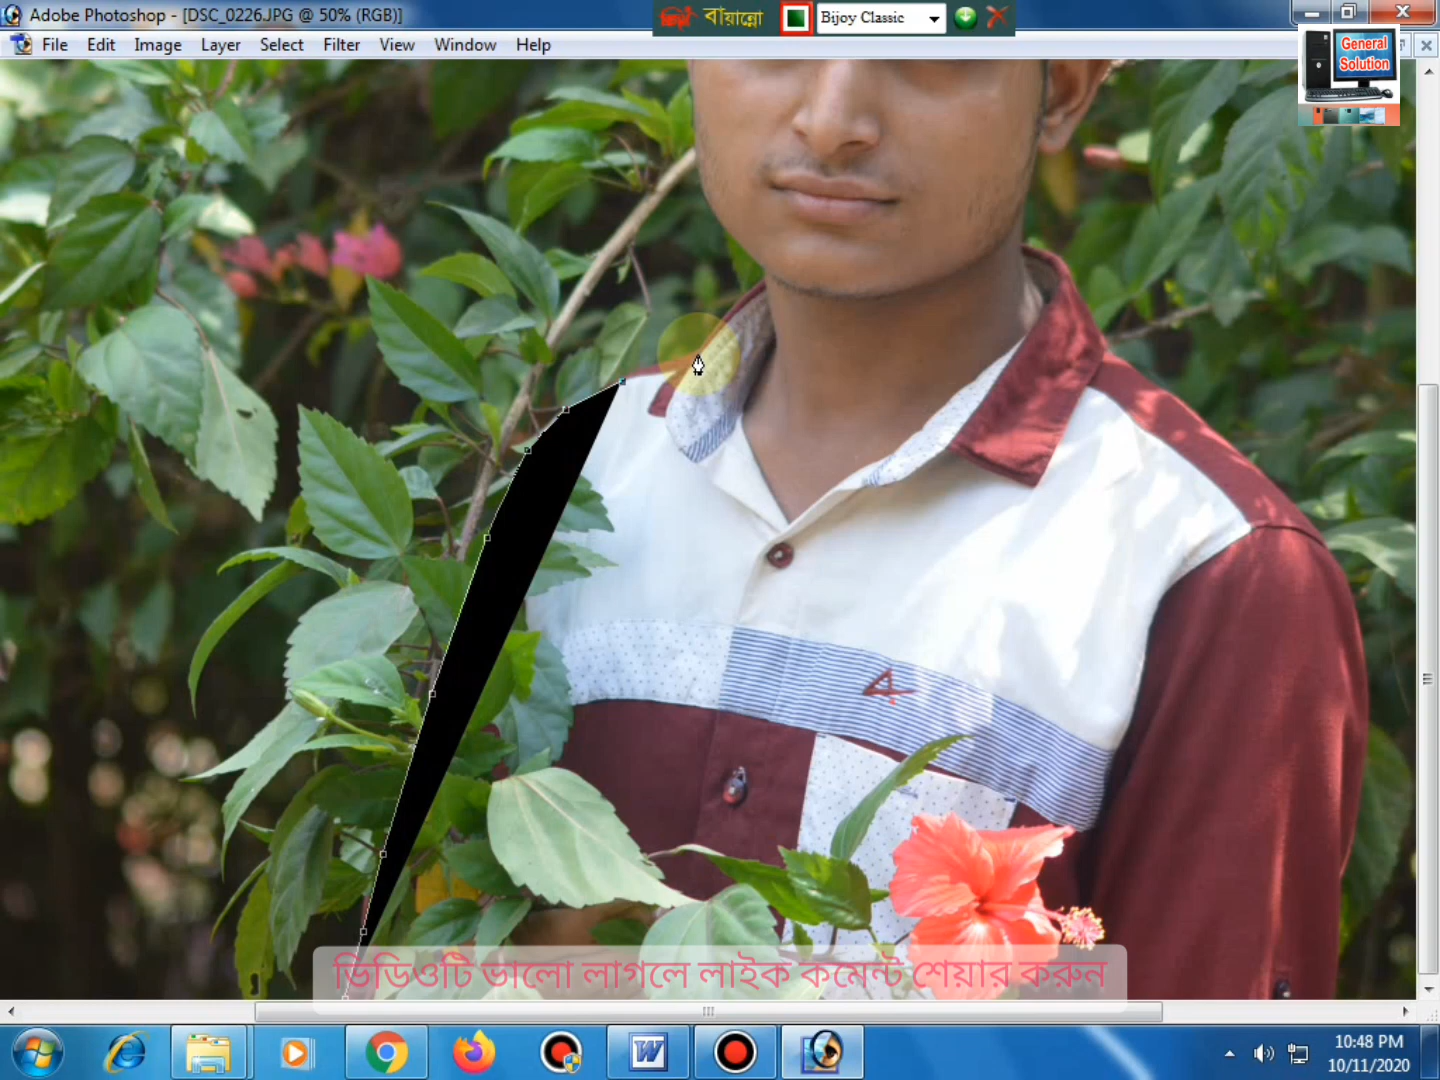 Adobe Photoshop - [DSC_0226.JPG @ 50% (RGB)]
বায়ান্নো
Bijoy Classic
File Edit Image Layer Select Filter View Window Help
General
Solution
ভিডিওটি ভালো লাগলে লাইক কমেন্ট শেয়ার করুন
10:48 PM
10/11/2020